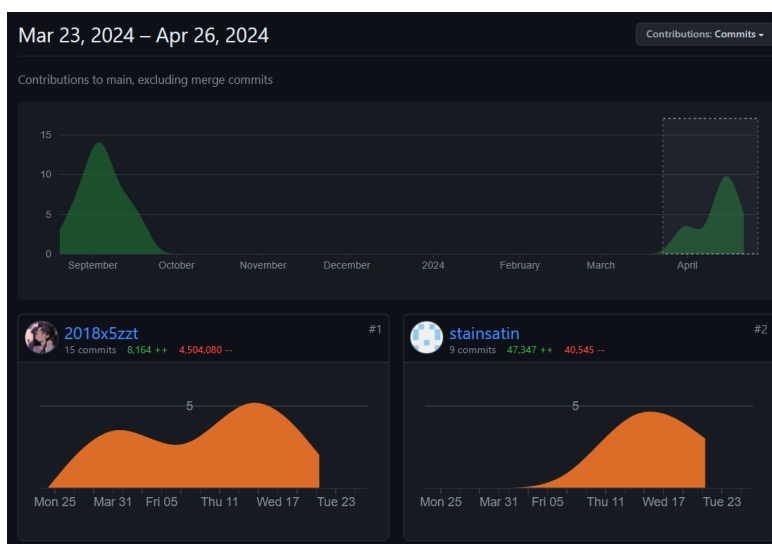 Mar 23, 2024 – Apr 26, 2024
Contributions: Commits
Contributions to main, excluding merge commits
15
10
5
0
September October November December 2024 February March April
2018x5zzt #1
15 commits 8,164 ++ 4,504,080 --
5
Mon 25 Mar 31 Fri 05 Thu 11 Wed 17 Tue 23
stainsatin #2
9 commits 47,347 ++ 40,545 --
5
Mon 25 Mar 31 Fri 05 Thu 11 Wed 17 Tue 23